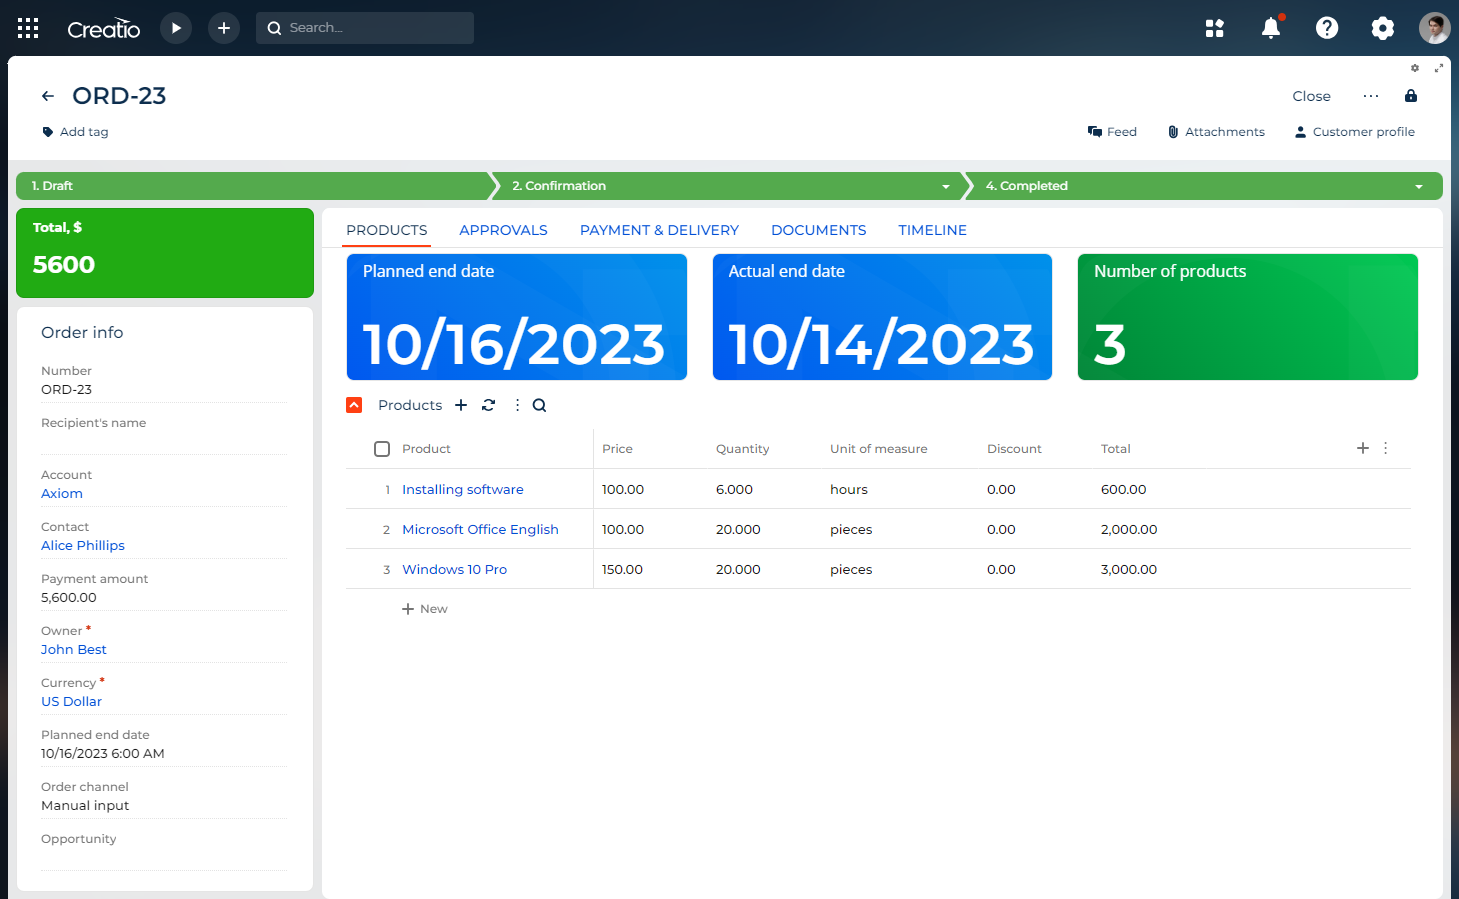 Creatio
Search...
ORD-23
Close
Add tag
Feed
Attachments
Customer profile
1. Draft
2. Confirmation
4. Completed
Total, $
5600
Order info
Number
ORD-23
Recipient's name
Account
Axiom
Contact
Alice Phillips
Payment amount
5,600.00
Owner *
John Best
Currency *
US Dollar
Planned end date
10/16/2023 6:00 AM
Order channel
Manual input
Opportunity
PRODUCTS APPROVALS PAYMENT & DELIVERY DOCUMENTS TIMELINE
Planned end date
10/16/2023
Actual end date
10/14/2023
Number of products
3
Products
Product Price Quantity Unit of measure Discount Total
1 Installing software 100.00 6.000 hours 0.00 600.00
2 Microsoft Office English 100.00 20.000 pieces 0.00 2,000.00
3 Windows 10 Pro 150.00 20.000 pieces 0.00 3,000.00
New